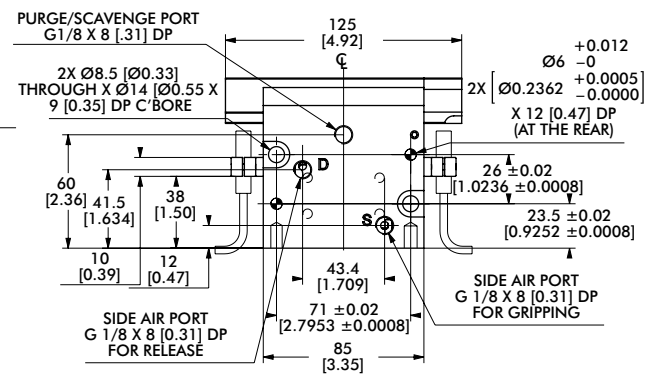 PURGE/SCAVENGE PORT
G1/8 X 8 [.31] DP
125
[4.92]
℄
2X Ø8.5 [Ø0.33]
THROUGH X Ø14 [Ø0.55 X
9 [0.35] DP C'BORE
+0.012
Ø6 -0
2X [Ø0.2362 +0.0005
-0.0000]
X 12 [0.47] DP
(AT THE REAR)
D
S
60
[2.36]
41.5
[1.634]
38
[1.50]
10
[0.39]
12
[0.47]
26 ±0.02
[1.0236 ±0.0008]
23.5 ±0.02
[0.9252 ±0.0008]
43.4
[1.709]
71 ±0.02
[2.7953 ±0.0008]
85
[3.35]
SIDE AIR PORT
G 1/8 X 8 [0.31] DP
FOR RELEASE
SIDE AIR PORT
G 1/8 X 8 [0.31] DP
FOR GRIPPING